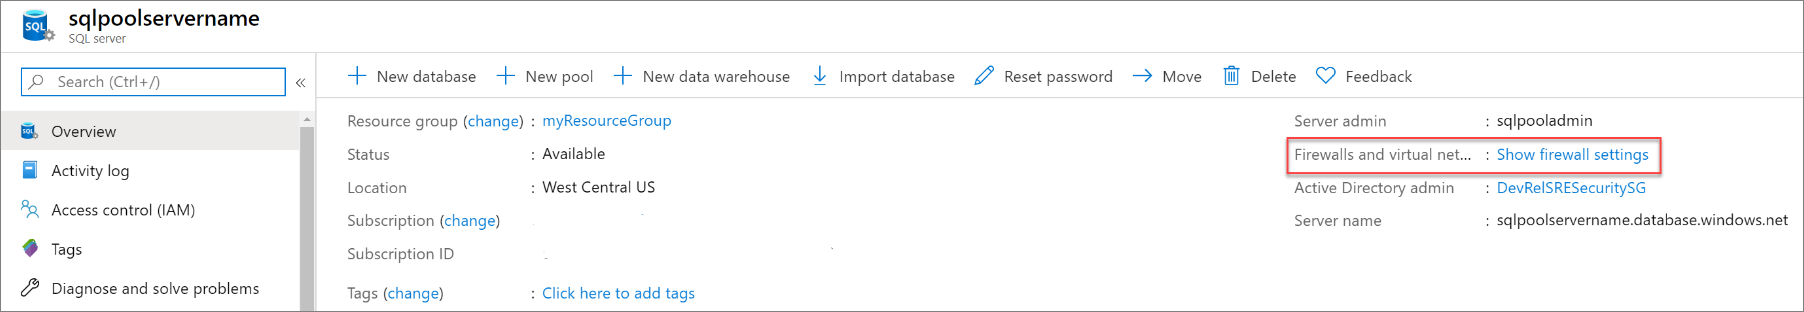 sqlpoolservername
SQL server
Search (Ctrl+/)
«
Overview
Activity log
Access control (IAM)
Tags
Diagnose and solve problems
New database
New pool
New data warehouse
Import database
Reset password
Move
Delete
Feedback
Resource group (change) : myResourceGroup
Status : Available
Location : West Central US
Subscription (change) :
Subscription ID :
Tags (change) : Click here to add tags
Server admin : sqlpooladmin
Firewalls and virtual net... : Show firewall settings
Active Directory admin : DevRelSRESecuritySG
Server name : sqlpoolservername.database.windows.net